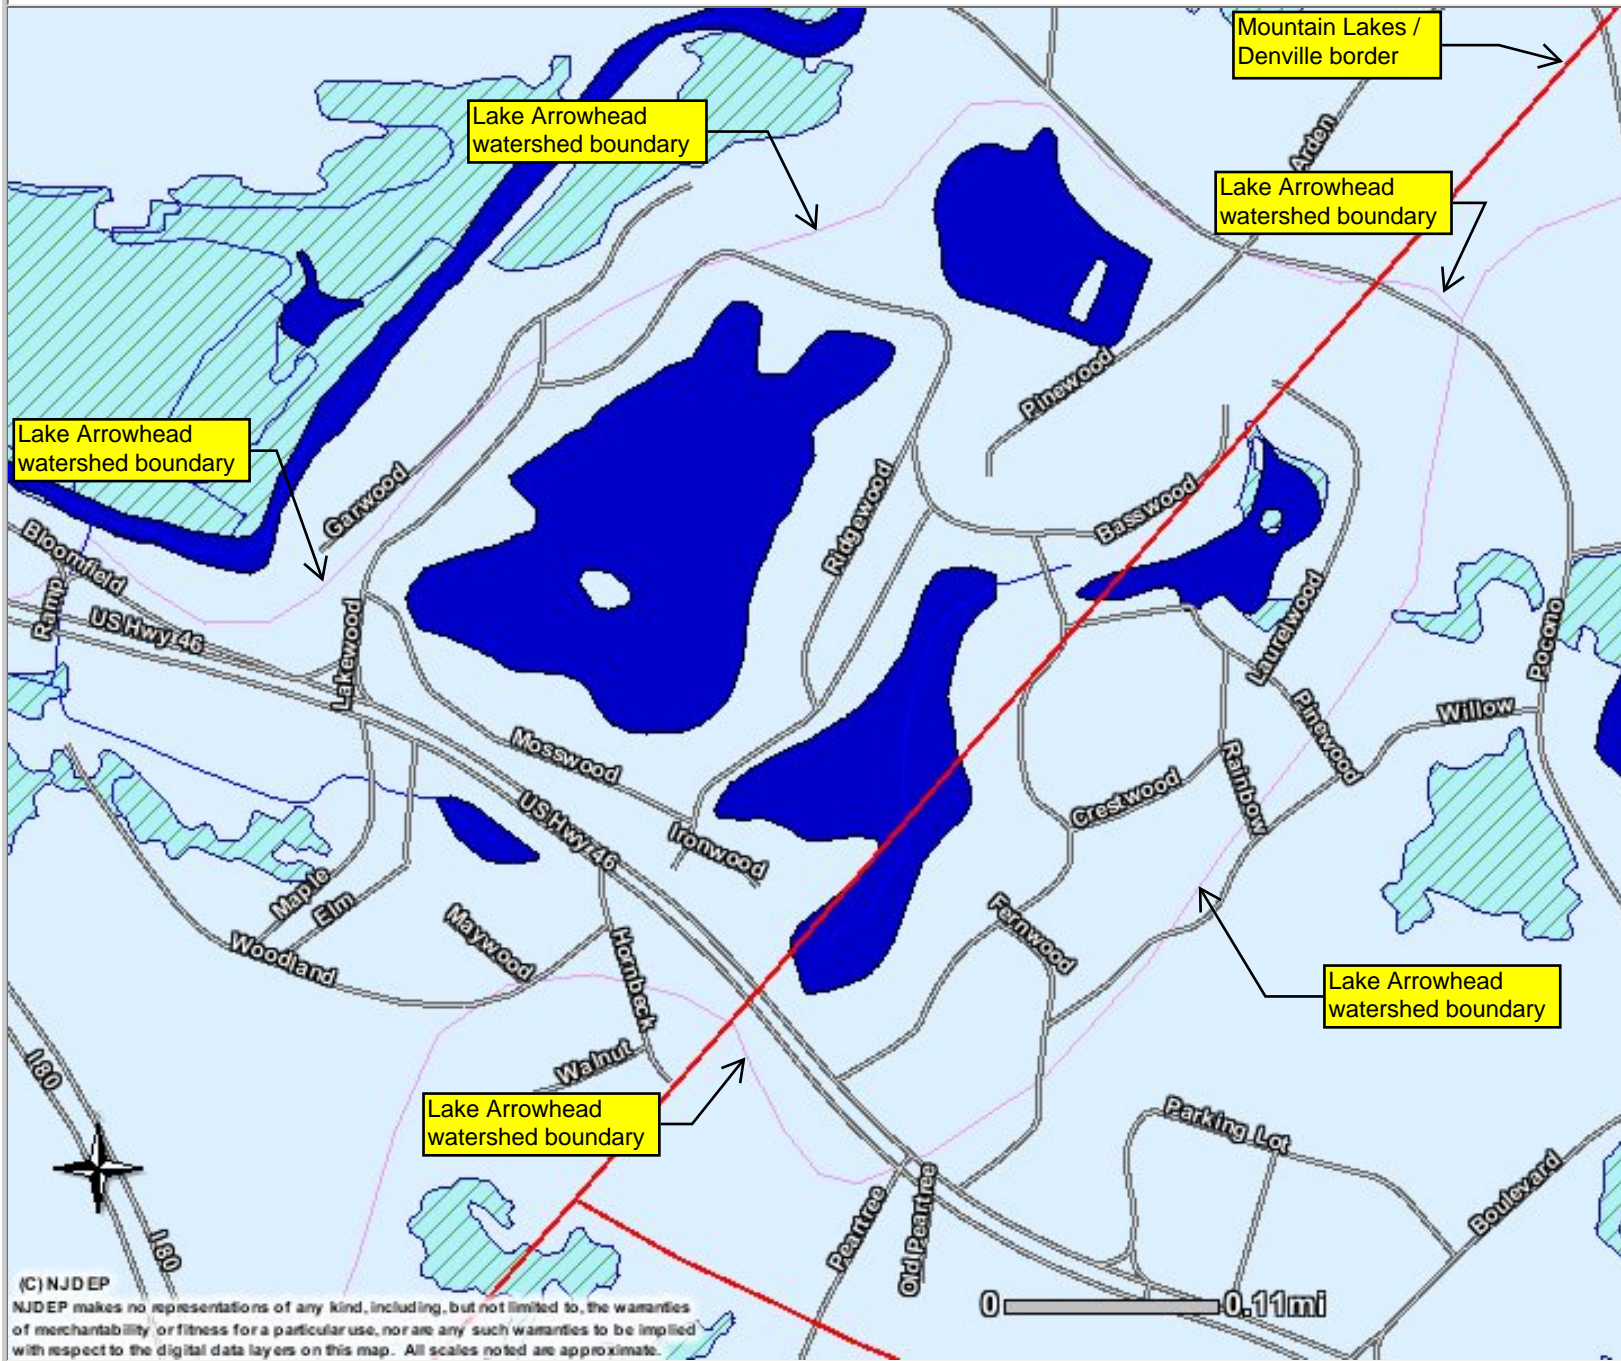 Mountain Lakes /
Denville border
Lake Arrowhead
watershed boundary
Arden
Lake Arrowhead
watershed boundary
Pinewood
Lake Arrowhead
watershed boundary
Garwood
Ridgewood
Basswood
Bloomfield
Ramp
US Hwy 46
Lakewood
Laurelwood
Pocono
Willow
Pinewood
Mosswood
US Hwy 46
Ironwood
Crestwood
Rainbow
Maple
Elm
Woodland
Maywood
Hornbeck
Fernwood
Lake Arrowhead
watershed boundary
Walnut
I 80
Lake Arrowhead
watershed boundary
Parking Lot
Boulevard
Peartree
Old Peartree
I 80
0 0.11mi
(C) NJDEP
NJDEP makes no representations of any kind, including, but not limited to, the warranties
of merchantability or fitness for a particular use, nor are any such warranties to be implied
with respect to the digital data layers on this map. All scales noted are approximate.